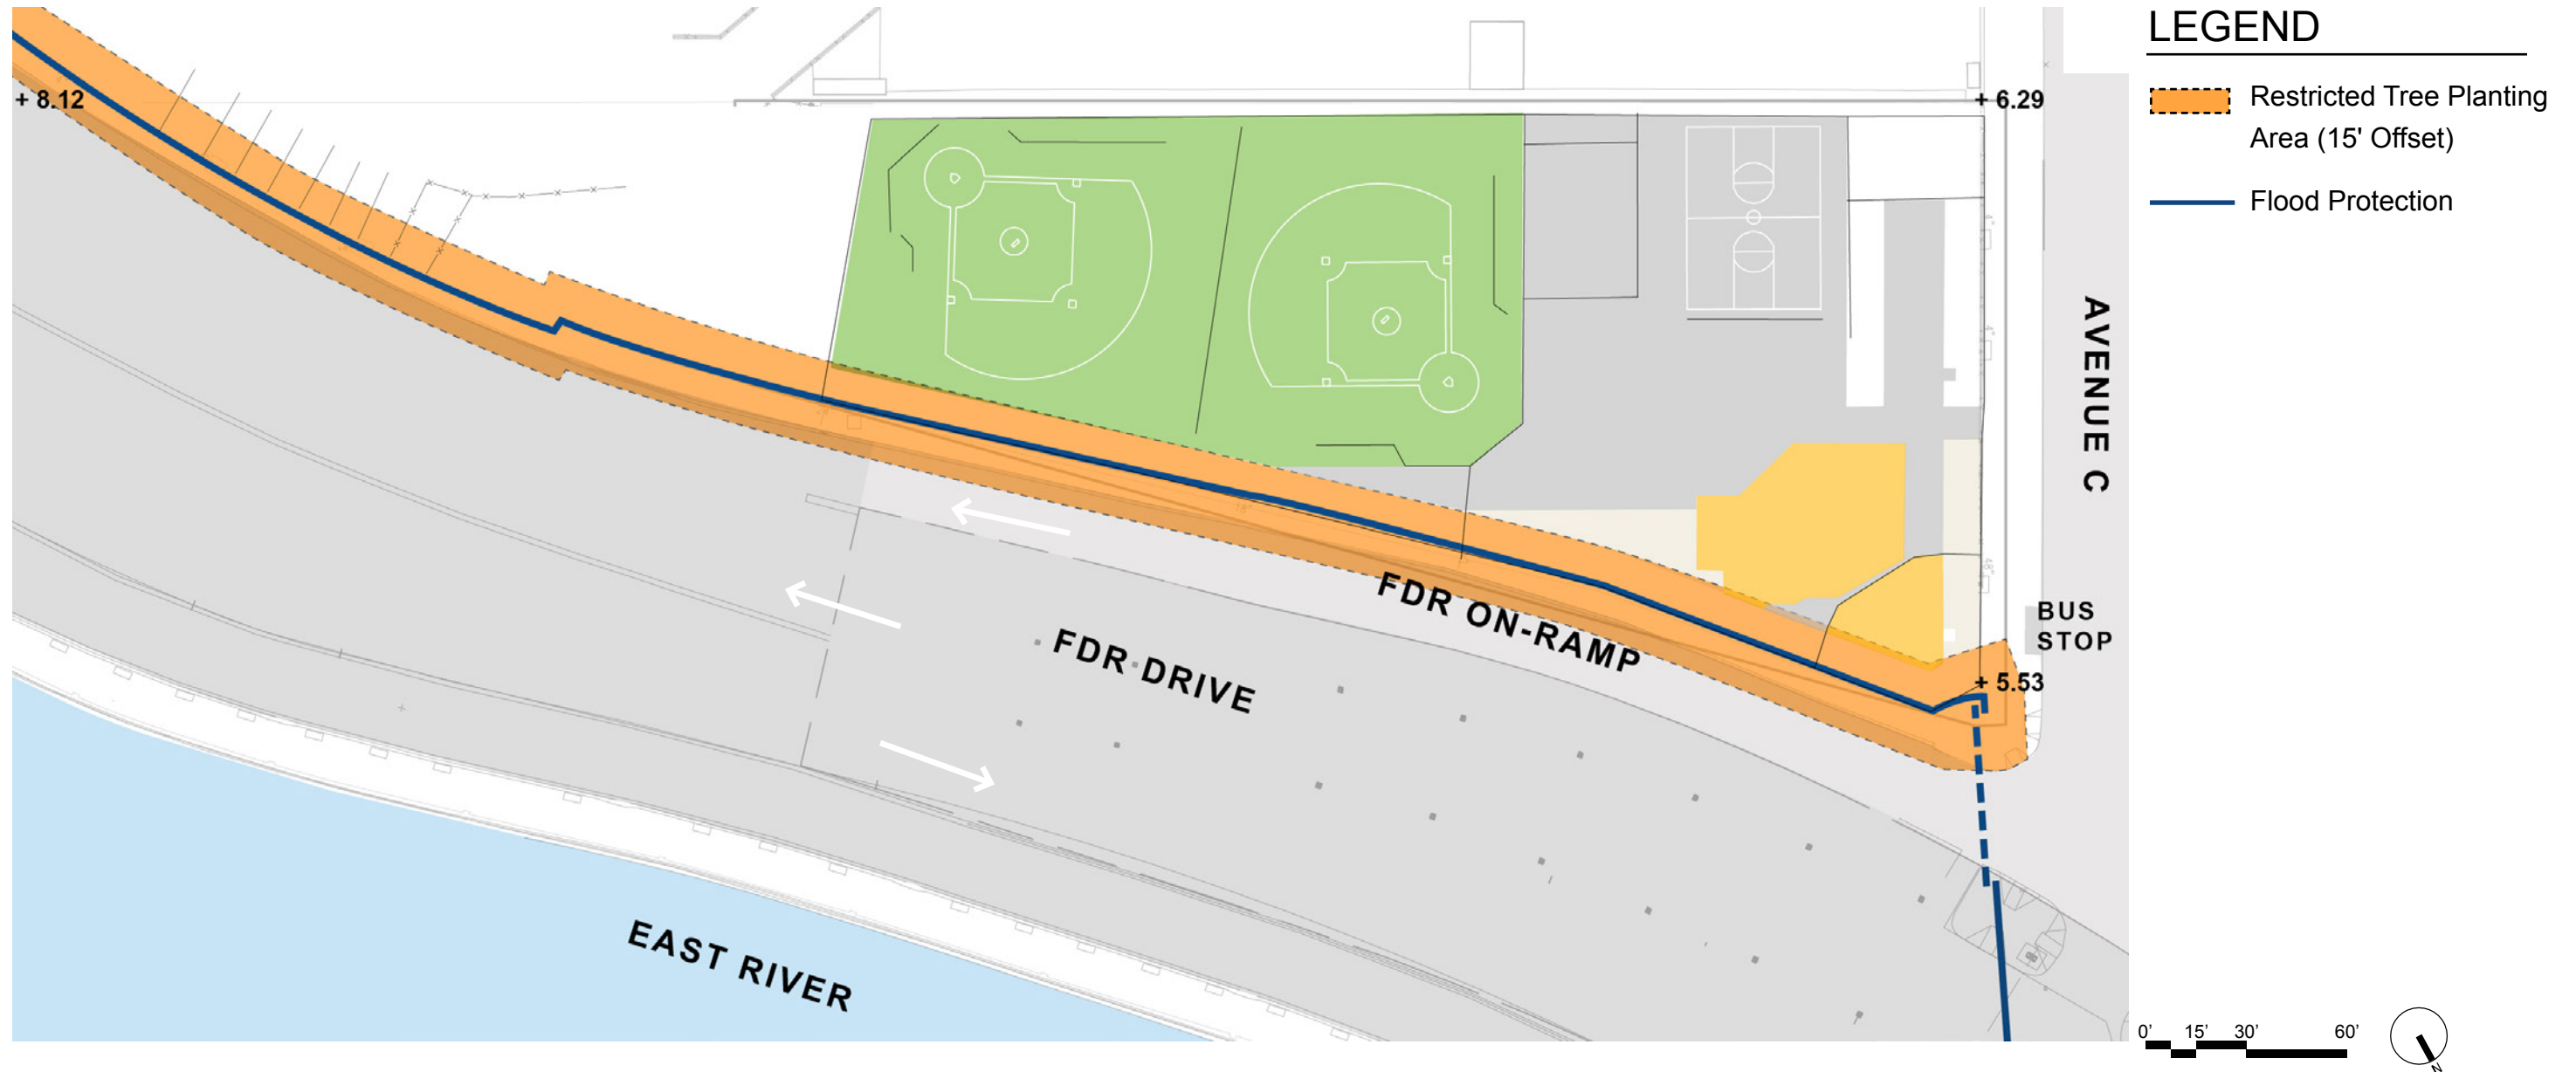 LEGEND
Restricted Tree Planting
Area (15' Offset)
Flood Protection
+ 8.12
+ 6.29
AVENUE C
BUS
STOP
+ 5.53
FDR ON-RAMP
FDR DRIVE
EAST RIVER
0' 15' 30' 60'
N